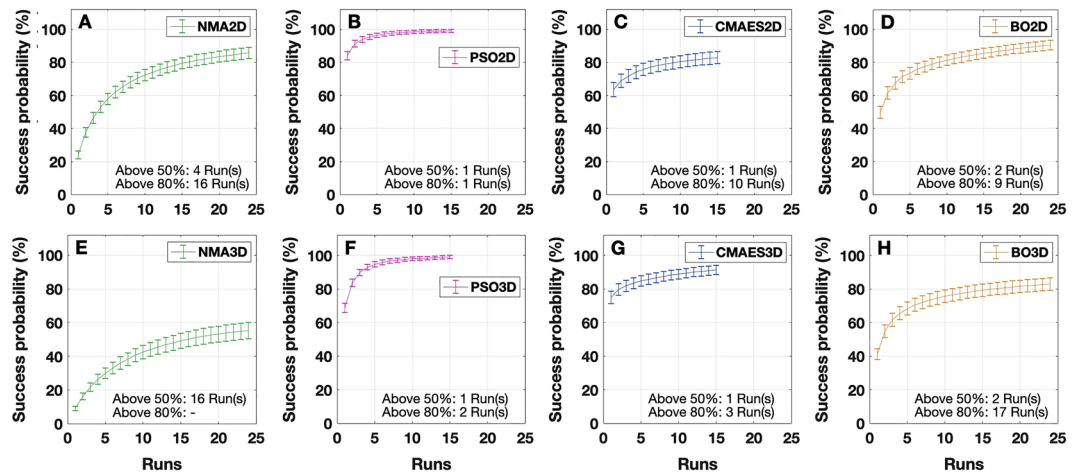 A
NMA2D
Success probability (%)
100
80
60
40
20
0
Above 50%: 4 Run(s)
Above 80%: 16 Run(s)
0 5 10 15 20 25
B
PSO2D
Success probability (%)
100
80
60
40
20
0
Above 50%: 1 Run(s)
Above 80%: 1 Run(s)
0 5 10 15 20 25
C
CMAES2D
Success probability (%)
100
80
60
40
20
0
Above 50%: 1 Run(s)
Above 80%: 10 Run(s)
0 5 10 15 20 25
D
BO2D
Success probability (%)
100
80
60
40
20
0
Above 50%: 2 Run(s)
Above 80%: 9 Run(s)
0 5 10 15 20 25
E
NMA3D
Success probability (%)
100
80
60
40
20
0
Above 50%: 16 Run(s)
Above 80%: -
0 5 10 15 20 25
Runs
F
PSO3D
Success probability (%)
100
80
60
40
20
0
Above 50%: 1 Run(s)
Above 80%: 2 Run(s)
0 5 10 15 20 25
Runs
G
CMAES3D
Success probability (%)
100
80
60
40
20
0
Above 50%: 1 Run(s)
Above 80%: 3 Run(s)
0 5 10 15 20 25
Runs
H
BO3D
Success probability (%)
100
80
60
40
20
0
Above 50%: 2 Run(s)
Above 80%: 17 Run(s)
0 5 10 15 20 25
Runs